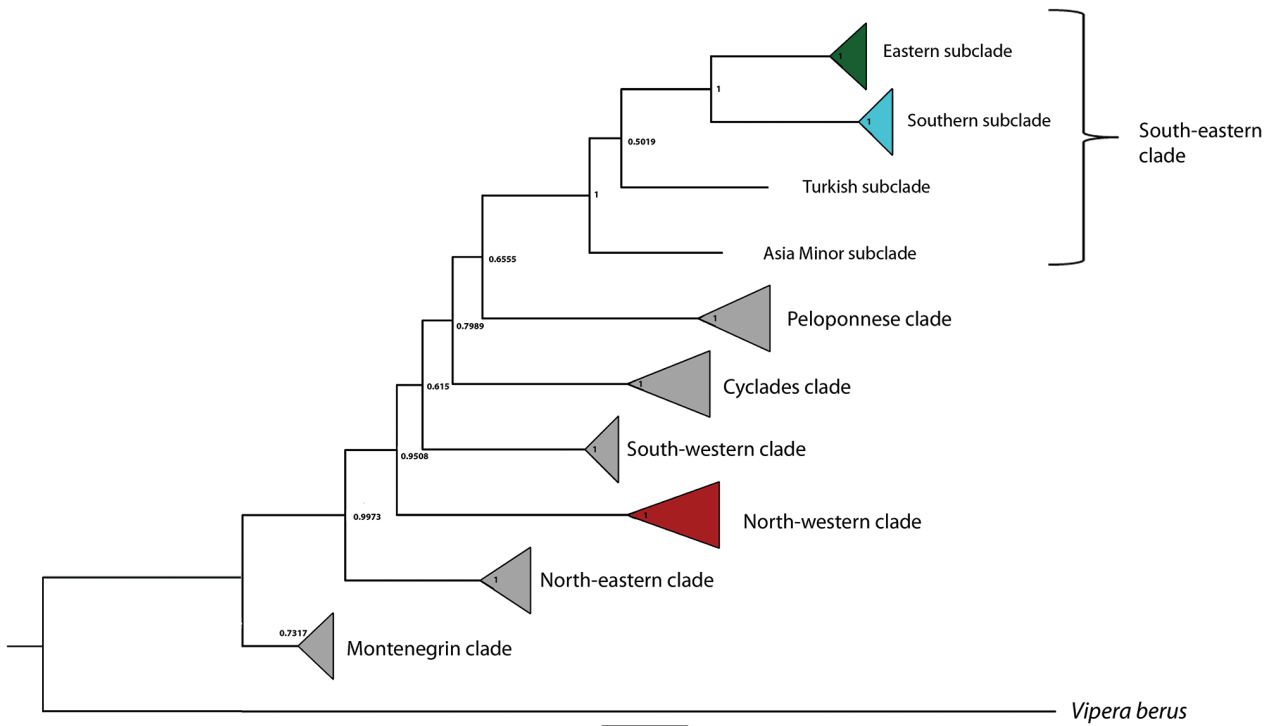 1
Eastern subclade
1
1
Southern subclade
South-eastern
clade
0.5019
Turkish subclade
1
Asia Minor subclade
0.6555
1
Peloponnese clade
0.7989
1
Cyclades clade
0.615
1
South-western clade
0.9508
1
North-western clade
0.9973
1
North-eastern clade
0.7317
Montenegrin clade
Vipera berus